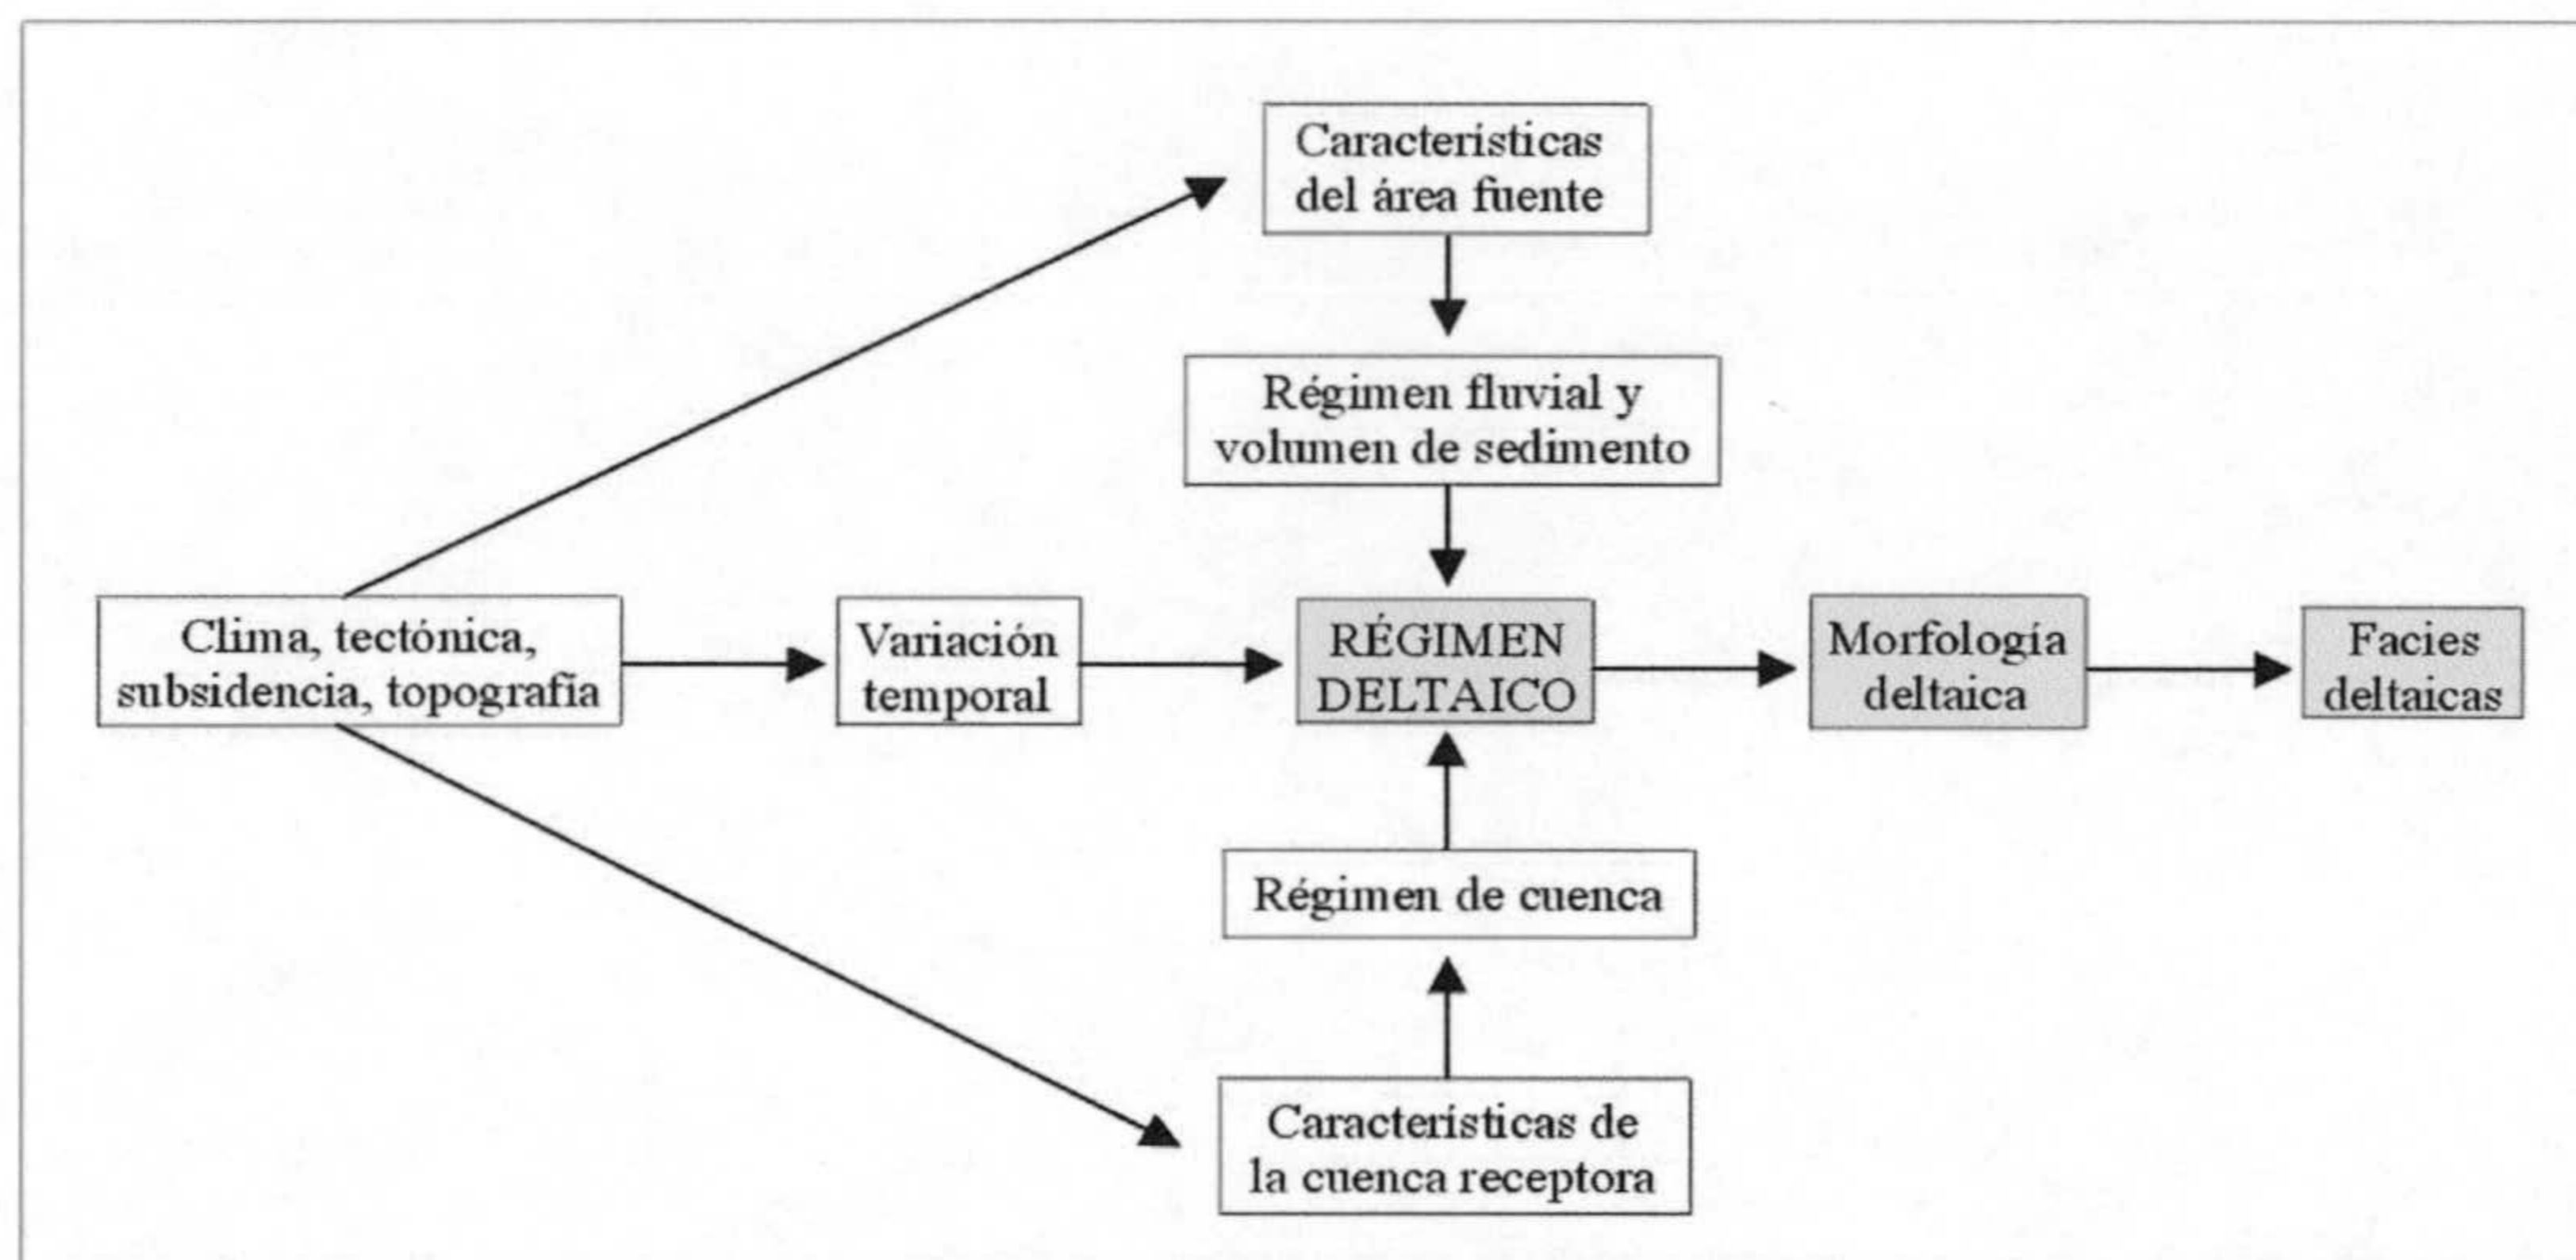 Características
del área fuente
Régimen fluvial y
volumen de sedimento
Clima, tectónica,
subsidencia, topografía
Variación
temporal
RÉGIMEN
DELTAICO
Morfología
deltaica
Facies
deltaicas
Régimen de cuenca
Características de
la cuenca receptora